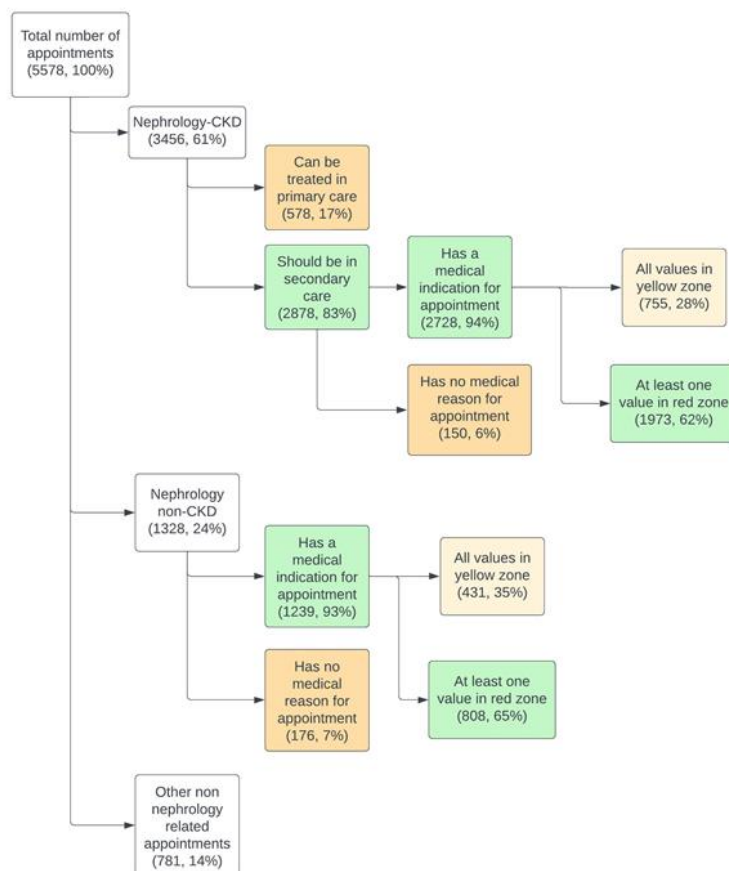 Total number of
appointments
(5578, 100%)
Nephrology-CKD
(3456, 61%)
Can be
treated in
primary care
(578, 17%)
Should be in
secondary
care
(2878, 83%)
Has a
medical
indication for
appointment
(2728, 94%)
All values in
yellow zone
(755, 28%)
Has no medical
reason for
appointment
(150, 6%)
At least one
value in red zone
(1973, 62%)
Nephrology
non-CKD
(1328, 24%)
Has a
medical
indication for
appointment
(1239, 93%)
All values in
yellow zone
(431, 35%)
Has no
medical
reason for
appointment
(176, 7%)
At least one
value in red zone
(808, 65%)
Other non
nephrology
related
appointments
(781, 14%)